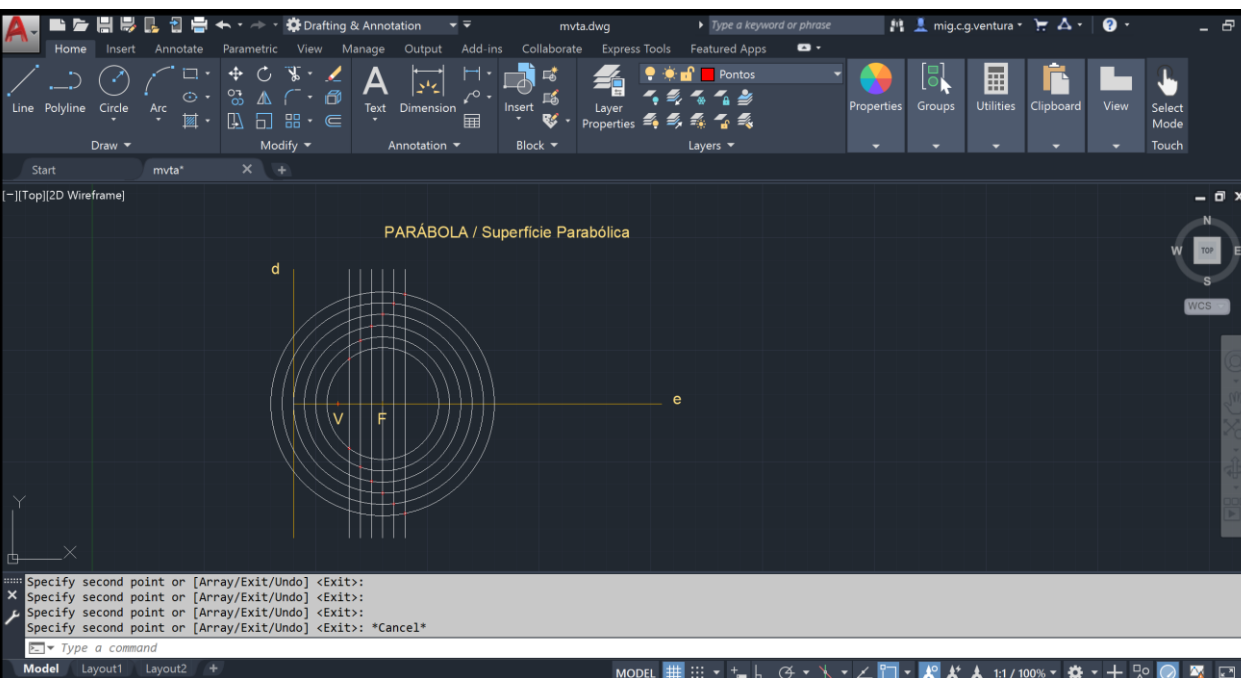 Drafting & Annotation
mvta.dwg
Type a keyword or phrase
mig.c.g.ventura
Home Insert Annotate Parametric View Manage Output Add-ins Collaborate Express Tools Featured Apps
Pontos
Line Polyline Circle Arc
Text Dimension
Insert
Layer
Properties
Properties Groups Utilities Clipboard View Select
Mode
Draw Modify Annotation Block Layers Touch
Start mvta*
[−][Top][2D Wireframe]
PARÁBOLA / Superfície Parabólica
N
W TOP E
S
WCS
d
e
V F
Y
X
Specify second point or [Array/Exit/Undo] <Exit>:
Specify second point or [Array/Exit/Undo] <Exit>:
Specify second point or [Array/Exit/Undo] <Exit>:
Specify second point or [Array/Exit/Undo] <Exit>: *Cancel*
Type a command
Model Layout1 Layout2 +
MODEL 1:1 / 100%